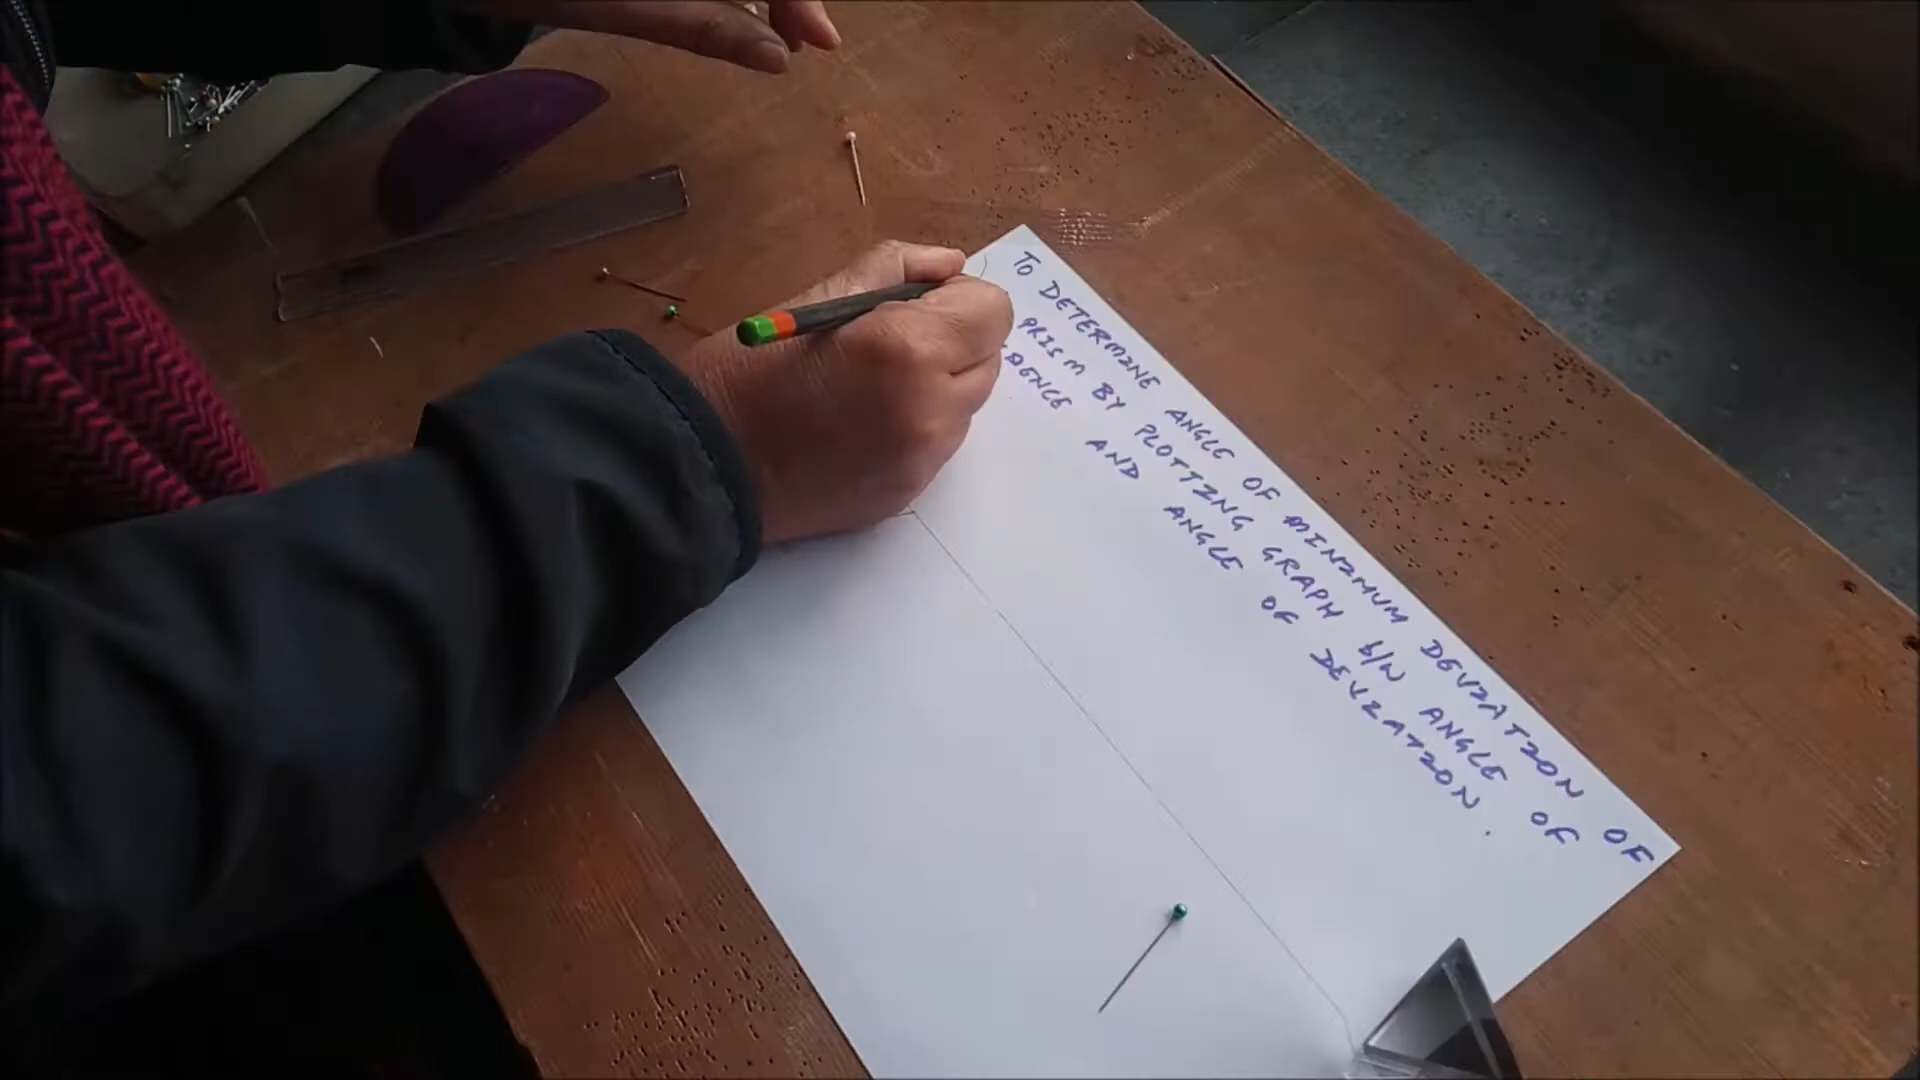 TO DETERMINE ANGLE OF MINIMUM DEVIATION OF
PRISM BY PLOTTING GRAPH b/w ANGLE OF
DENCE AND ANGLE OF DEVIATION.